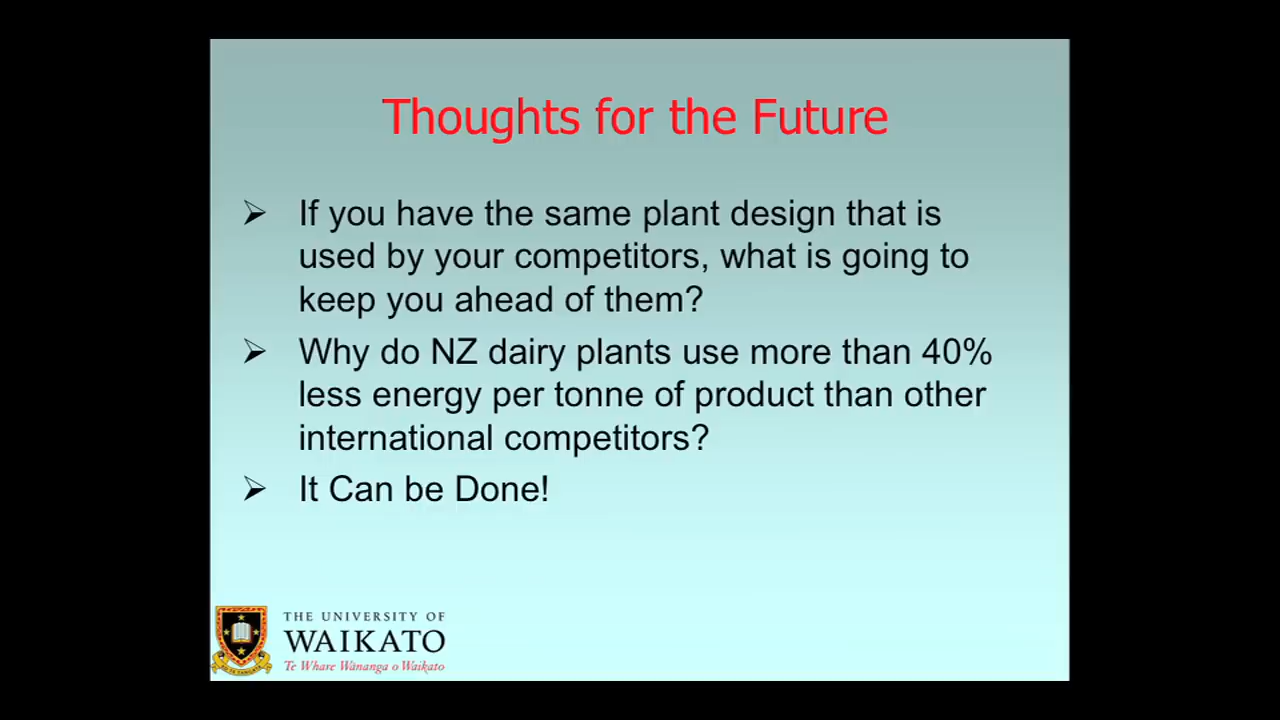 Thoughts for the Future
➢ If you have the same plant design that is
used by your competitors, what is going to
keep you ahead of them?
➢ Why do NZ dairy plants use more than 40%
less energy per tonne of product than other
international competitors?
➢ It Can be Done!
THE UNIVERSITY OF
WAIKATO
Te Whare Wānanga o Waikato